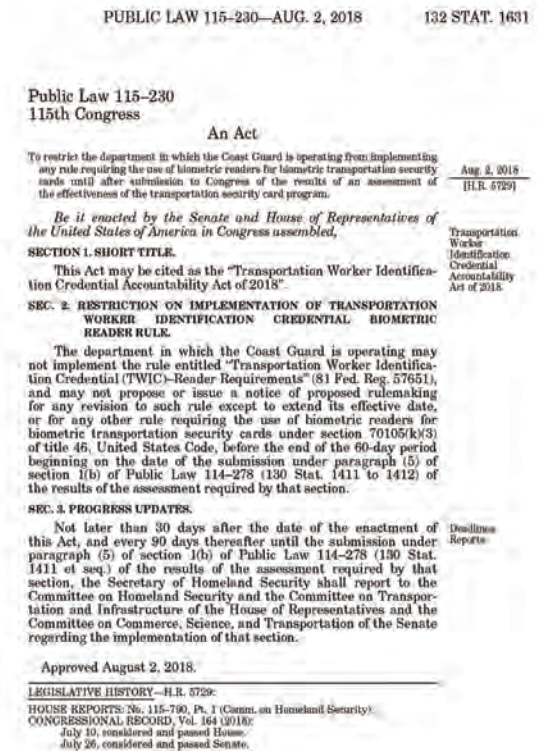 PUBLIC LAW 115–230—AUG. 2, 2018 132 STAT. 1631
Public Law 115–230
115th Congress
An Act
To restrict the department in which the Coast Guard is operating from implementing
any rule requiring the use of biometric readers for biometric transportation security
cards until after submission to Congress of the results of an assessment of
the effectiveness of the transportation security card program.
Aug. 2, 2018
[H.R. 5729]
Be it enacted by the Senate and House of Representatives of
the United States of America in Congress assembled,
Transportation
Worker
Identification
Credential
Accountability
Act of 2018.
SECTION 1. SHORT TITLE.
This Act may be cited as the “Transportation Worker Identifica-
tion Credential Accountability Act of 2018”.
SEC. 2. RESTRICTION ON IMPLEMENTATION OF TRANSPORTATION
WORKER IDENTIFICATION CREDENTIAL BIOMETRIC
READER RULE.
The department in which the Coast Guard is operating may
not implement the rule entitled “Transportation Worker Identifica-
tion Credential (TWIC)–Reader Requirements” (81 Fed. Reg. 57651),
and may not propose or issue a notice of proposed rulemaking
for any revision to such rule except to extend its effective date,
or for any other rule requiring the use of biometric readers for
biometric transportation security cards under section 70105(k)(3)
of title 46, United States Code, before the end of the 60-day period
beginning on the date of the submission under paragraph (5) of
section 1(b) of Public Law 114–278 (130 Stat. 1411 to 1412) of
the results of the assessment required by that section.
SEC. 3. PROGRESS UPDATES.
Not later than 30 days after the date of the enactment of
this Act, and every 90 days thereafter until the submission under
paragraph (5) of section 1(b) of Public Law 114–278 (130 Stat.
1411 et seq.) of the results of the assessment required by that
section, the Secretary of Homeland Security shall report to the
Committee on Homeland Security and the Committee on Transpor-
tation and Infrastructure of the House of Representatives and the
Committee on Commerce, Science, and Transportation of the Senate
regarding the implementation of that section.
Deadlines.
Reports.
Approved August 2, 2018.
LEGISLATIVE HISTORY—H.R. 5729:
HOUSE REPORTS: No. 115–790, Pt. 1 (Comm. on Homeland Security).
CONGRESSIONAL RECORD, Vol. 164 (2018):
July 10, considered and passed House.
July 26, considered and passed Senate.